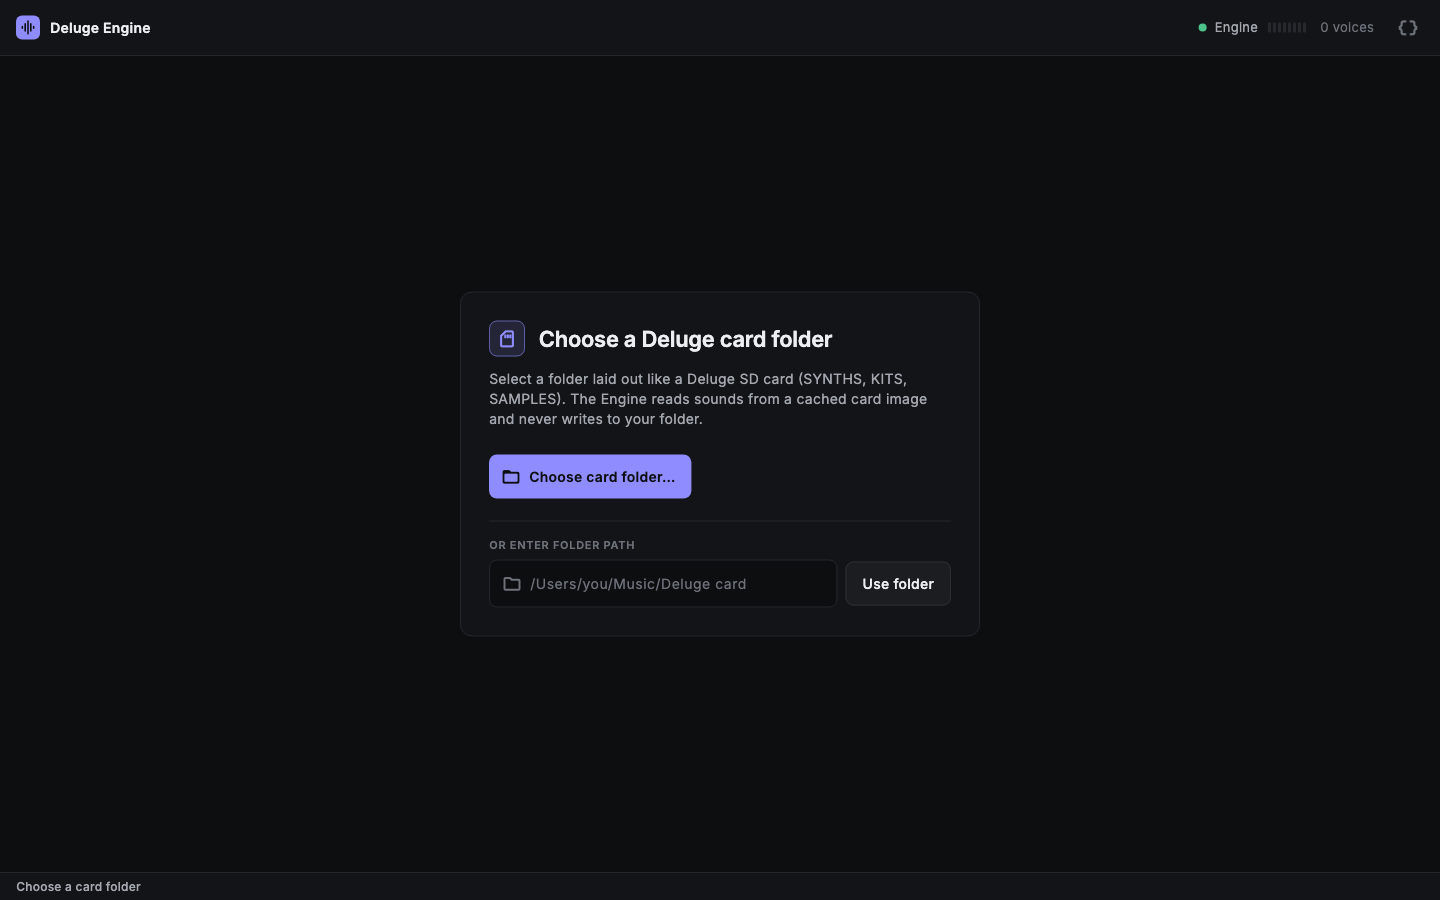 Deluge Engine
Engine
0 voices
Choose a Deluge card folder
Select a folder laid out like a Deluge SD card (SYNTHS, KITS,
SAMPLES). The Engine reads sounds from a cached card image
and never writes to your folder.
Choose card folder...
OR ENTER FOLDER PATH
/Users/you/Music/Deluge card
Use folder
Choose a card folder